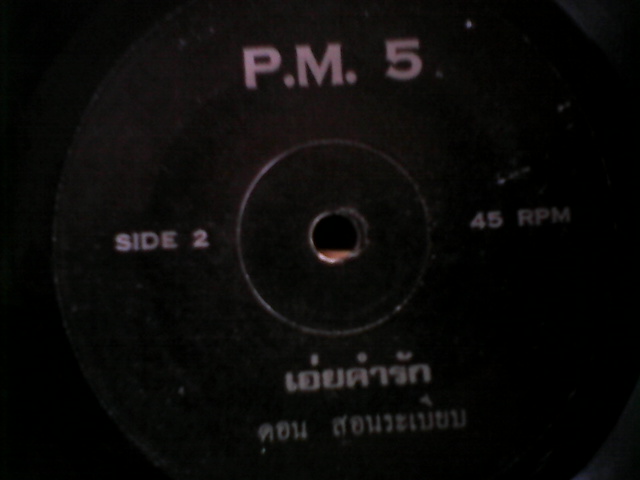 P.M. 5
SIDE 2
45 RPM
เอ่ยคำรัก
ดอน สอนระเบียบ